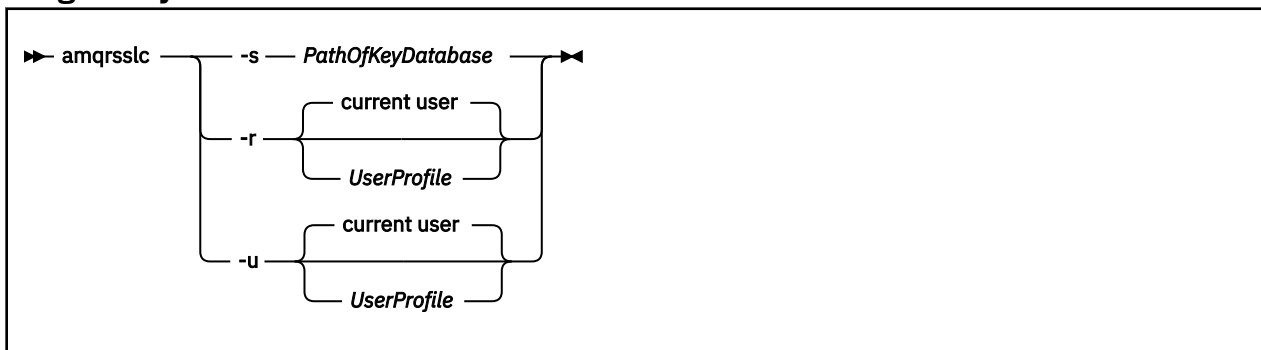 amqrsslc -s PathOfKeyDatabase
current user
-r
UserProfile
current user
-u
UserProfile